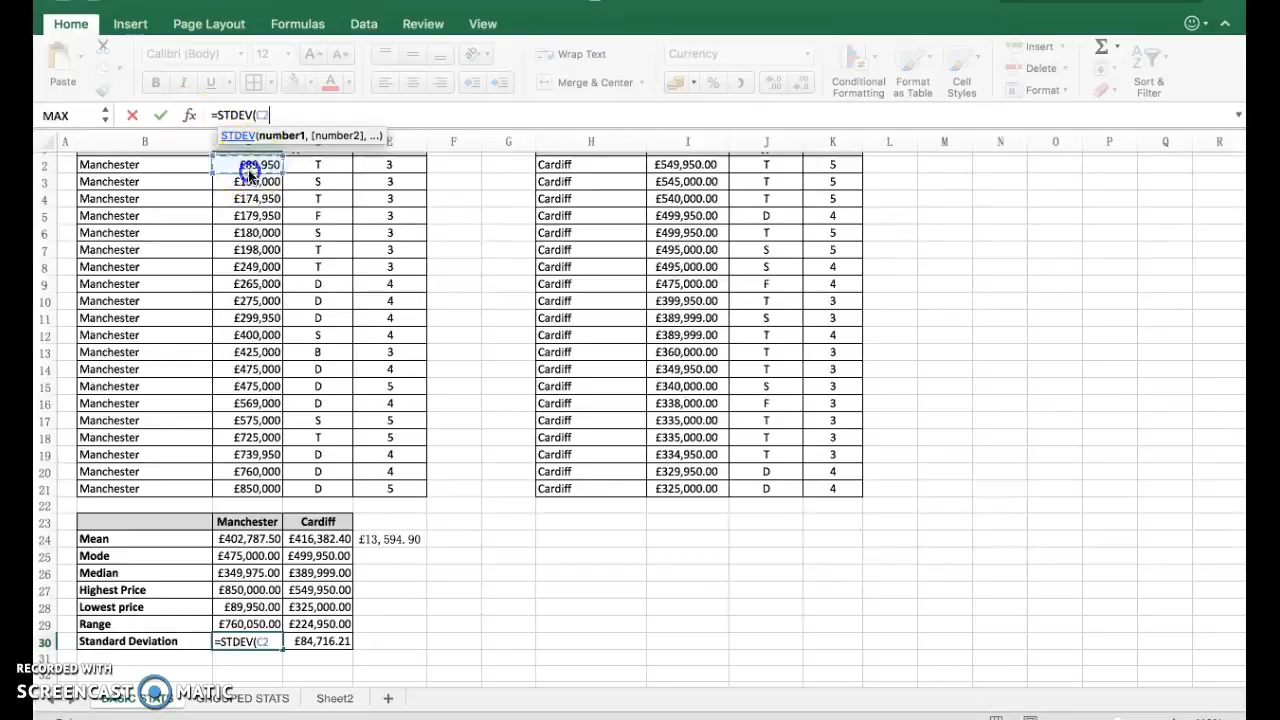 Home Insert Page Layout Formulas Data Review View
Calibri (Body) 12 A A Wrap Text Currency Insert
Paste B I U A Merge & Center % Conditional Formatting Format as Table Cell Styles Delete Format Sort & Filter
MAX fx =STDEV(C2
STDEV(number1, [number2], ...)
A B E F G H I J K L M N O P Q R
2 Manchester £89,950 T 3 Cardiff £549,950.00 T 5
3 Manchester S 3 Cardiff £545,000.00 T 5
4 Manchester £174,950 T 3 Cardiff £540,000.00 T 5
5 Manchester £179,950 F 3 Cardiff £499,950.00 D 4
6 Manchester £180,000 S 3 Cardiff £499,950.00 T 5
7 Manchester £198,000 T 3 Cardiff £495,000.00 S 5
8 Manchester £249,000 T 3 Cardiff £495,000.00 S 4
9 Manchester £265,000 D 4 Cardiff £475,000.00 F 4
10 Manchester £275,000 D 4 Cardiff £399,950.00 T 3
11 Manchester £299,950 D 4 Cardiff £389,999.00 S 3
12 Manchester £400,000 S 4 Cardiff £389,999.00 T 4
13 Manchester £425,000 B 3 Cardiff £360,000.00 T 3
14 Manchester £475,000 D 4 Cardiff £349,950.00 T 3
15 Manchester £475,000 D 5 Cardiff £340,000.00 S 3
16 Manchester £569,000 D 4 Cardiff £338,000.00 F 3
17 Manchester £575,000 S 5 Cardiff £335,000.00 T 3
18 Manchester £725,000 T 5 Cardiff £335,000.00 T 3
19 Manchester £739,950 D 4 Cardiff £334,950.00 T 3
20 Manchester £760,000 D 4 Cardiff £329,950.00 D 4
21 Manchester £850,000 D 5 Cardiff £325,000.00 D 4
22
23 Manchester Cardiff
24 Mean £402,787.50 £416,382.40 £13,594.90
25 Mode £475,000.00 £499,950.00
26 Median £349,975.00 £389,999.00
27 Highest Price £850,000.00 £549,950.00
28 Lowest price £89,950.00 £325,000.00
29 Range £760,050.00 £224,950.00
30 Standard Deviation =STDEV(C2 £84,716.21
31
RECORDED WITH
SCREENCAST MATIC
BASIC STATS GROUPED STATS Sheet2 +